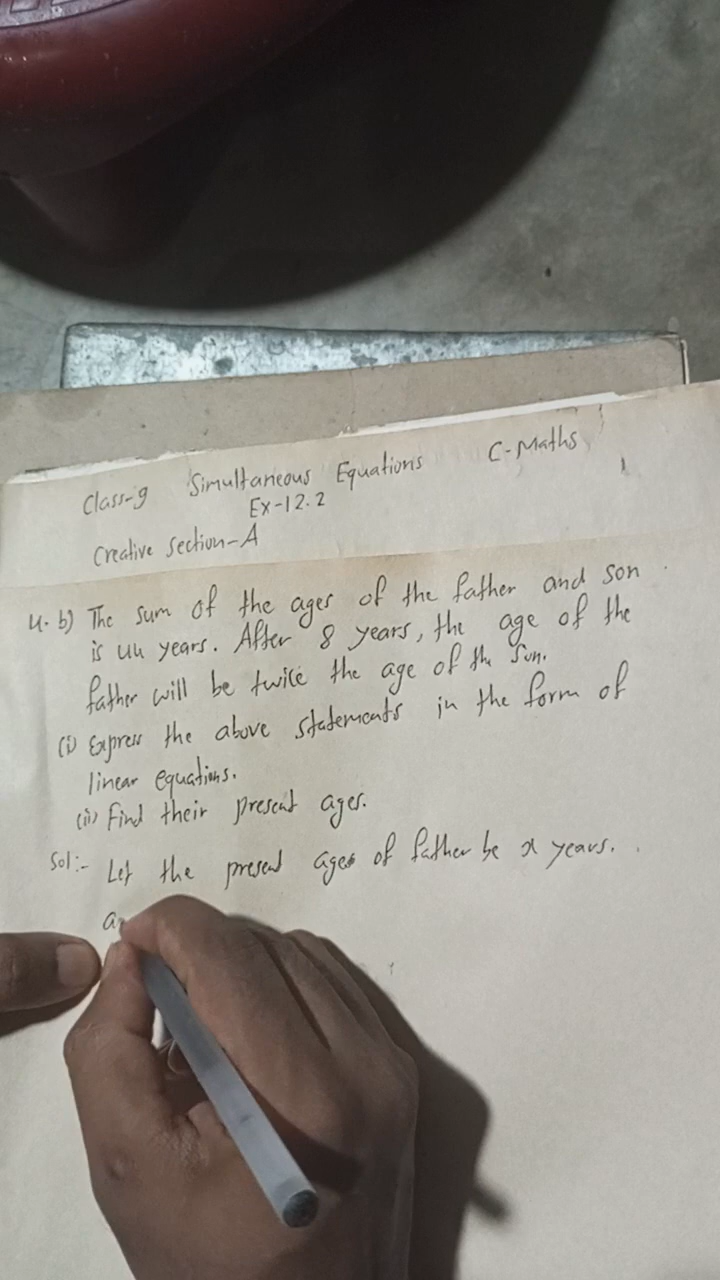 Class-9 Simultaneous Equations C-Maths
Ex-12.2
Creative Section-A
4. b) The sum of the ages of the father and son
is 44 years. After 8 years, the age of the
father will be twice the age of the son.
(i) Express the above statements in the form of
linear equations.
(ii) Find their present ages.
Sol:- Let the present age of father be x years.